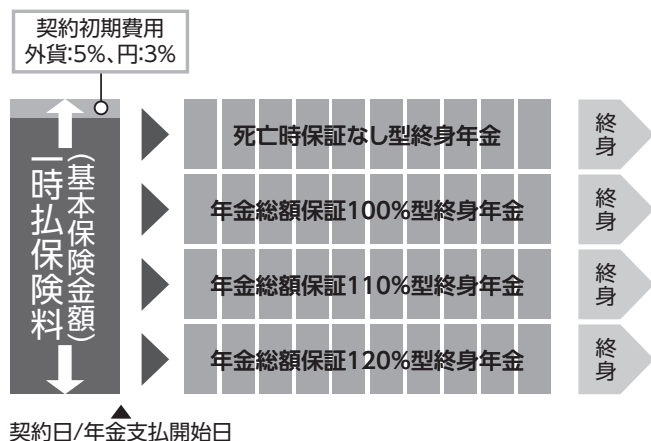 契約初期費用
外貨:5%、円:3%
一時払保険料
(基本保険金額)
死亡時保証なし型終身年金
終身
年金総額保証100%型終身年金
終身
年金総額保証110%型終身年金
終身
年金総額保証120%型終身年金
終身
契約日/年金支払開始日